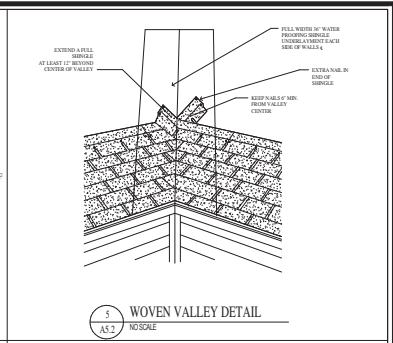 FULL WIDTH 36" WATER
PROOFING SHINGLE
UNDERLAYMENT EACH
SIDE OF WALLS
EXTEND A FULL
SHINGLE
AT LEAST 12" BEYOND
CENTER OF VALLEY
EXTRA NAIL IN
END OF
SHINGLE
KEEP NAILS 6" MIN.
FROM VALLEY
CENTER
5
A5.2
WOVEN VALLEY DETAIL
NO SCALE